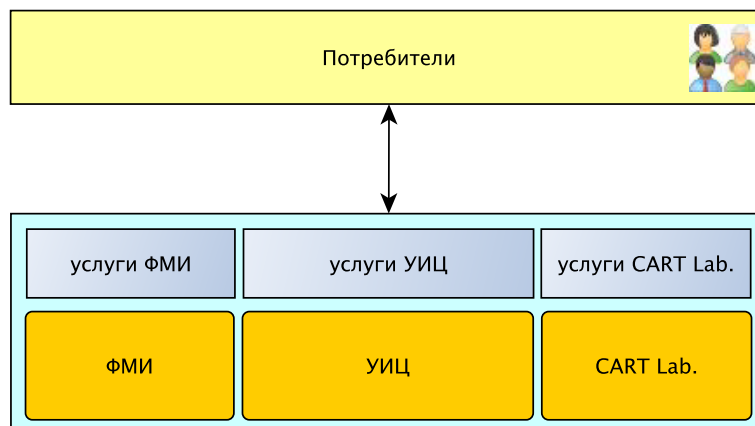 Потребители
услуги ФМИ
услуги УИЦ
услуги CART Lab.
ФМИ
УИЦ
CART Lab.